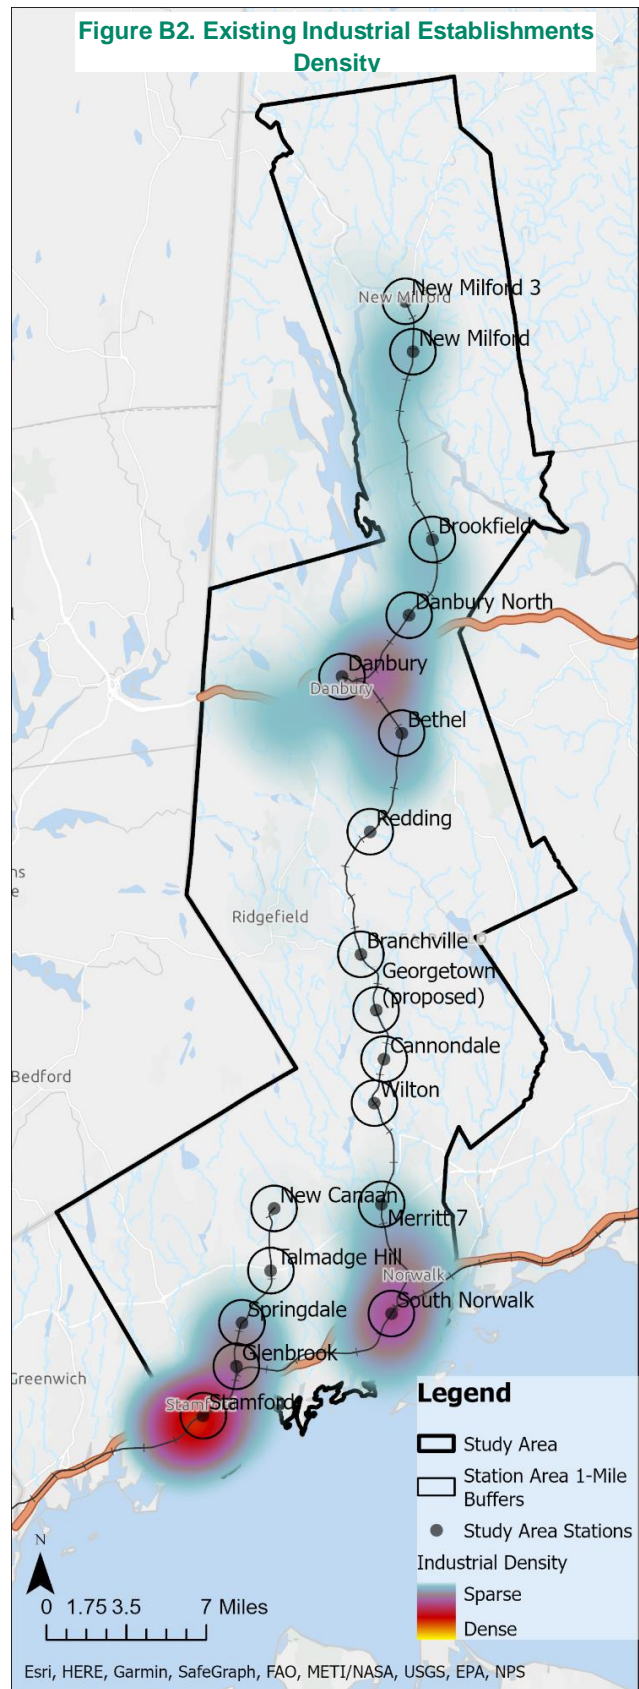 Figure B2. Existing Industrial Establishments
Density
New Milford 3
New Milford
New Milford
Brookfield
Danbury North
Danbury
Danbury
Bethel
Redding
Ridgefield
Branchville
Georgetown
(proposed)
Cannondale
Bedford
Wilton
New Canaan
Merritt 7
Talmadge Hill
Norwalk
Springdale
South Norwalk
Glenbrook
Greenwich
Stamford
Legend
Study Area
Station Area 1-Mile
Buffers
Study Area Stations
Industrial Density
Sparse
Dense
N
0 1.75 3.5 7 Miles
Esri, HERE, Garmin, SafeGraph, FAO, METI/NASA, USGS, EPA, NPS